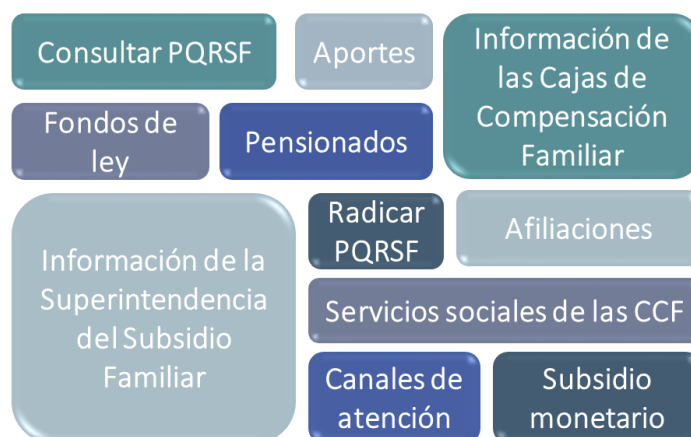 Consultar PQRSF
Aportes
Información de
las Cajas de
Compensación
Familiar
Fondos de
ley
Pensionados
Información de la
Superintendencia
del Subsidio
Familiar
Radicar
PQRSF
Afiliaciones
Servicios sociales de las CCF
Canales de
atención
Subsidio
monetario